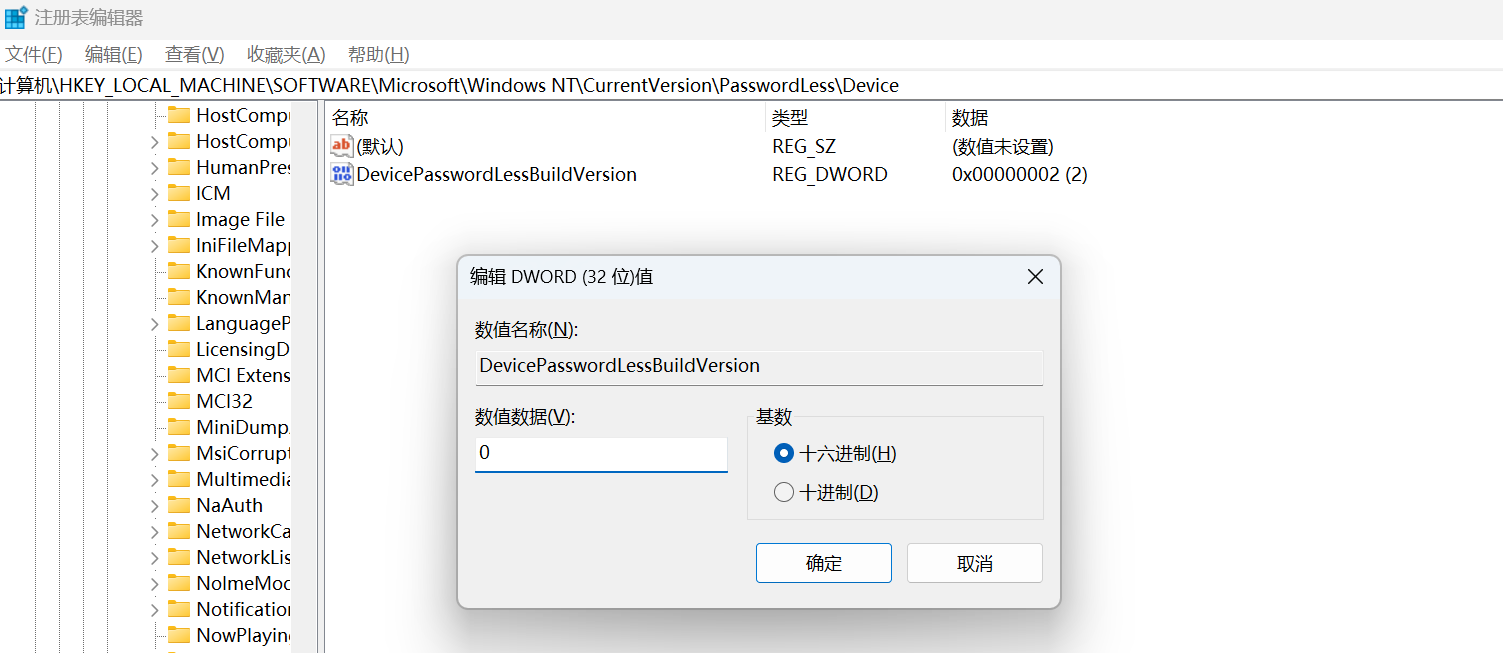 注册表编辑器
文件(F) 编辑(E) 查看(V) 收藏夹(A) 帮助(H)
计算机\HKEY_LOCAL_MACHINE\SOFTWARE\Microsoft\Windows NT\CurrentVersion\PasswordLess\Device
HostCompu
HostCompu
HumanPres
ICM
Image File
IniFileMapp
KnownFunc
KnownMan
LanguageP
LicensingD
MCI Extens
MCI32
MiniDump
MsiCorrupt
Multimedia
NaAuth
NetworkCa
NetworkLis
NoImeMod
Notification
NowPlaying
名称 类型 数据
(默认) REG_SZ (数值未设置)
DevicePasswordLessBuildVersion REG_DWORD 0x00000002 (2)
编辑 DWORD (32 位)值
数值名称(N):
DevicePasswordLessBuildVersion
数值数据(V): 基数
0
十六进制(H)
十进制(D)
确定 取消